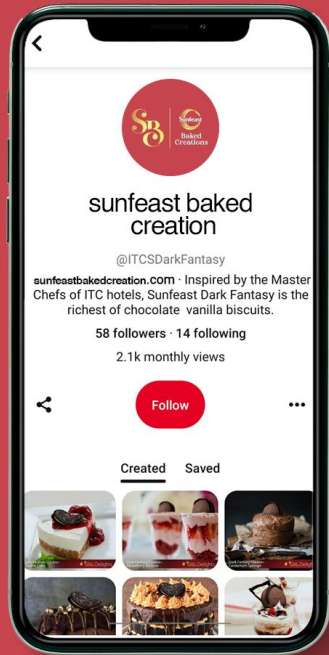 SB
Sunfeast
Baked
Creations
sunfeast baked
creation
@ITCSDarkFantasy
sunfeastbakedcreation.com · Inspired by the Master
Chefs of ITC hotels, Sunfeast Dark Fantasy is the
richest of chocolate vanilla biscuits.
58 followers · 14 following
2.1k monthly views
Follow
Created Saved